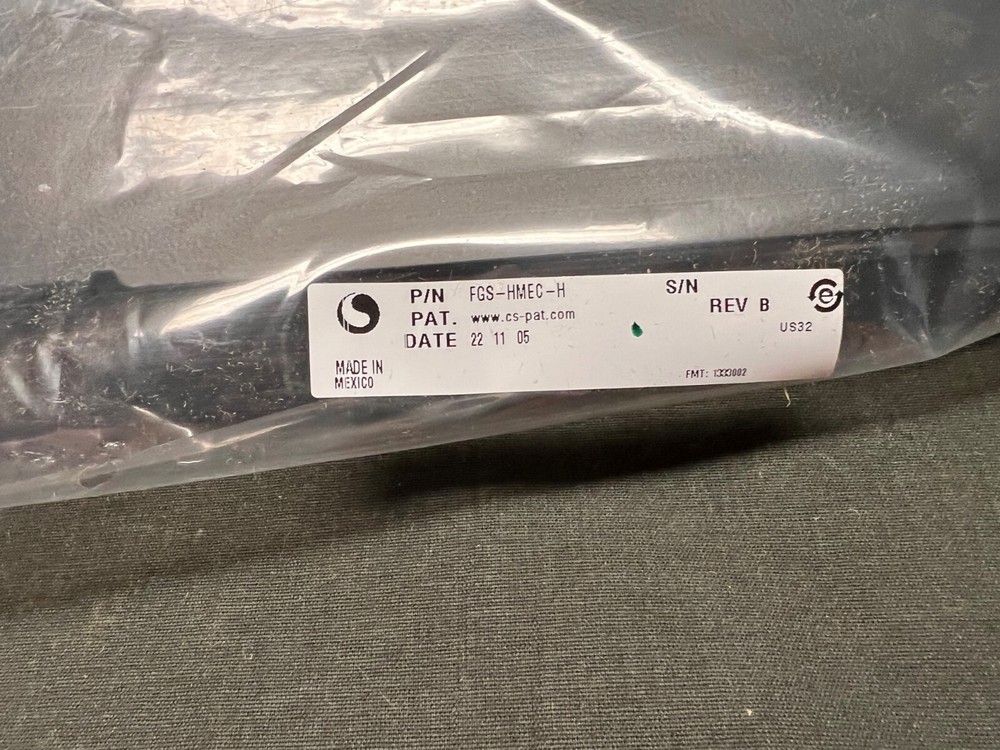 P/N FGS-HMEC-H S/N
PAT. www.cs-pat.com REV B
DATE 22 11 05 US32
MADE IN
MEXICO
FMT: 1333002
e